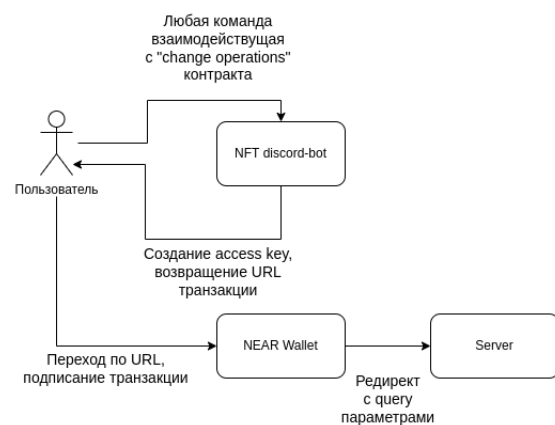 Любая команда
взаимодействущая
с "change operations"
контракта
NFT discord-bot
Пользователь
Создание access key,
возвращение URL
транзакции
NEAR Wallet
Server
Переход по URL,
подписание транзакции
Редирект
с query
параметрами